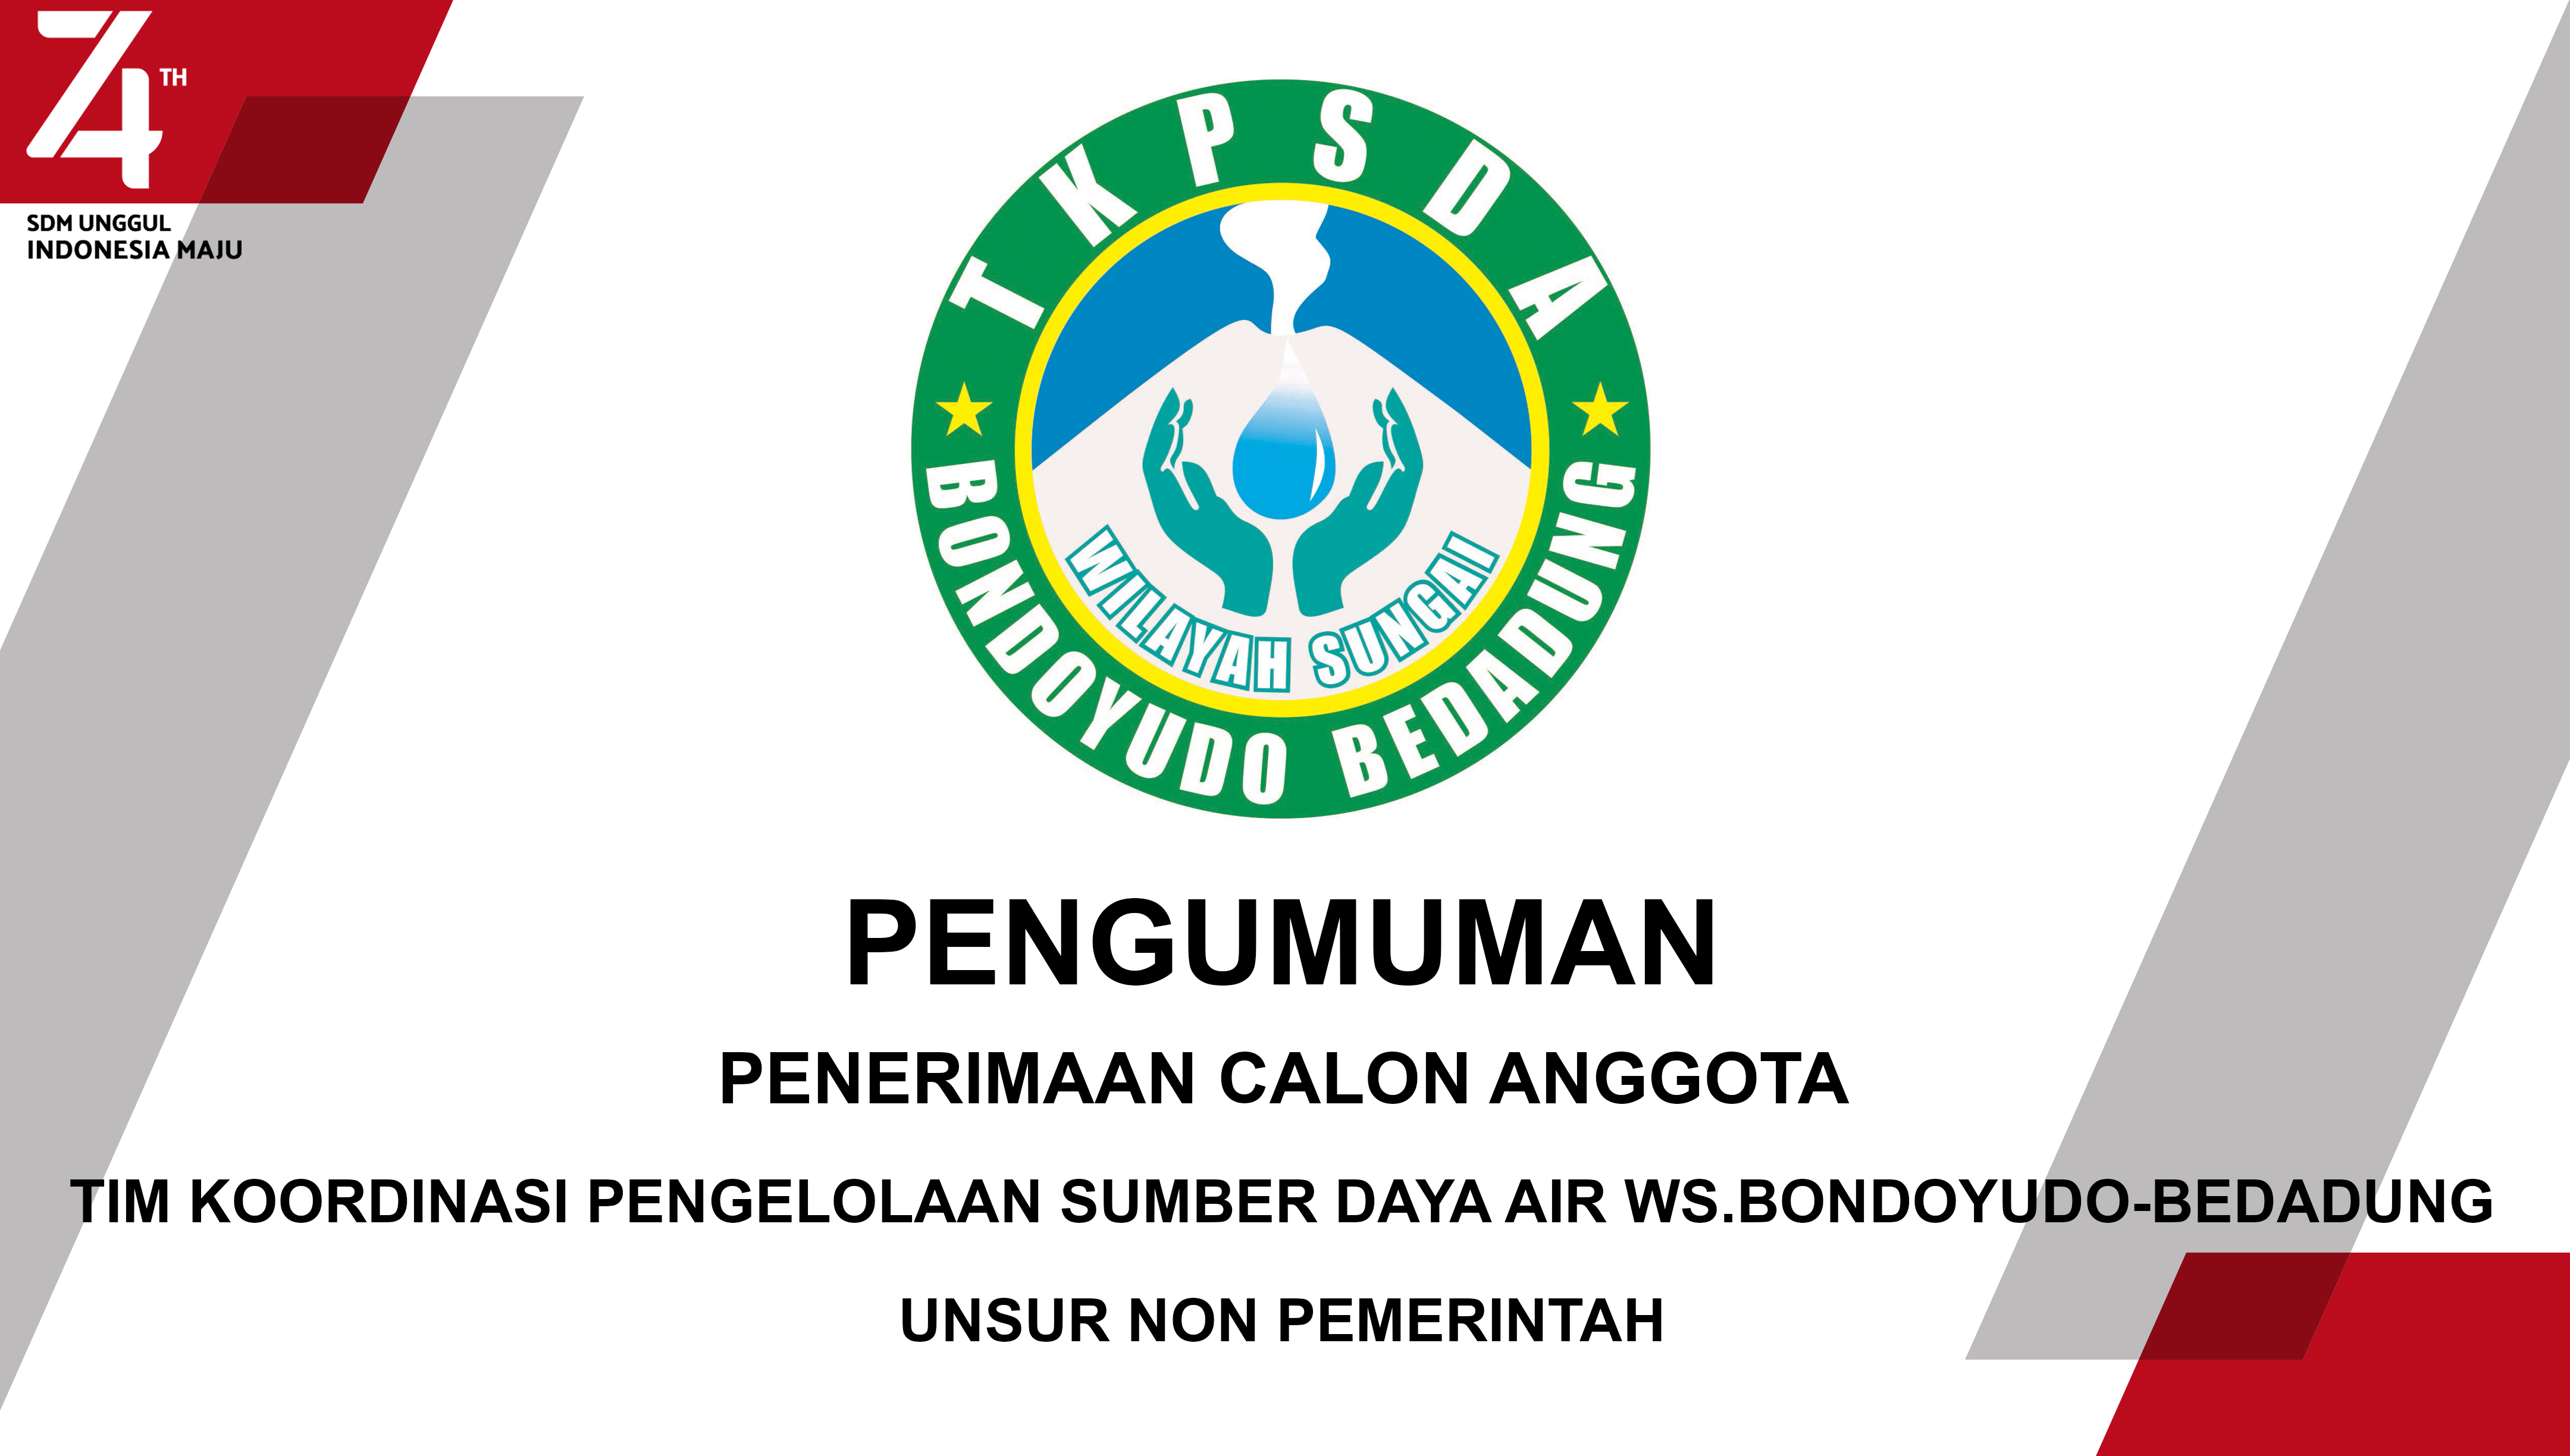 74TH
SDM UNGGUL
INDONESIA MAJU
TKPSDA
WILAYAH SUNGAI
BONDOYUDO BEDADUNG
PENGUMUMAN
PENERIMAAN CALON ANGGOTA
TIM KOORDINASI PENGELOLAAN SUMBER DAYA AIR WS.BONDOYUDO-BEDADUNG
UNSUR NON PEMERINTAH